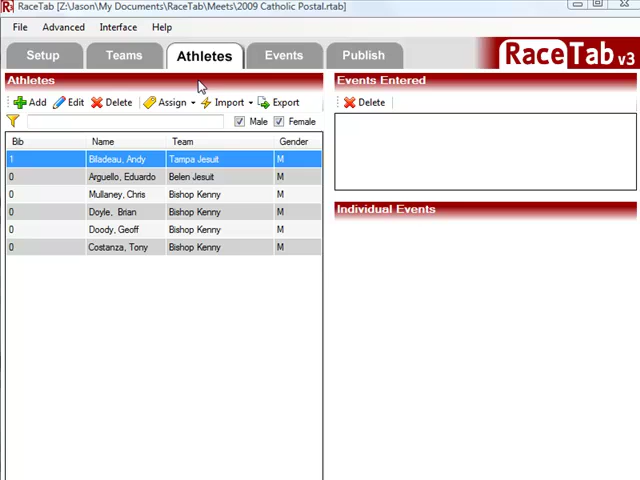 RaceTab [Z:\Jason\My Documents\RaceTab\Meets\2009 Catholic Postal.rtab]
File Advanced Interface Help
Setup Teams Athletes Events Publish RaceTab v3
Athletes Events Entered
Add Edit Delete Assign Import Export Delete
Male Female
Bib Name Team Gender
1 Biladeau, Andy Tampa Jesuit M
0 Arguello, Eduardo Belen Jesuit M
0 Mullaney, Chris Bishop Kenny M
0 Doyle, Brian Bishop Kenny M
Individual Events
0 Doody, Geoff Bishop Kenny M
0 Costanza, Tony Bishop Kenny M